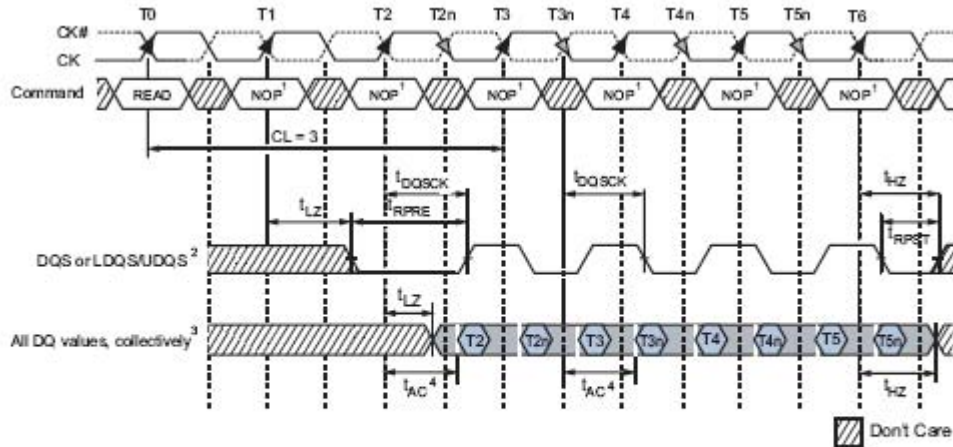 T0 T1 T2 T2n T3 T3n T4 T4n T5 T5n T6
CK#
CK
Command READ NOP¹ NOP¹ NOP¹ NOP¹ NOP¹ NOP¹
CL = 3
tDQSCK tDQSCK tHZ
tLZ tRPRE tRPST
DQS or LDQS/UDQS²
tLZ
All DQ values, collectively³ T2 T2n T3 T3n T4 T4n T5 T5n
tAC⁴ tAC⁴ tHZ
Don't Care